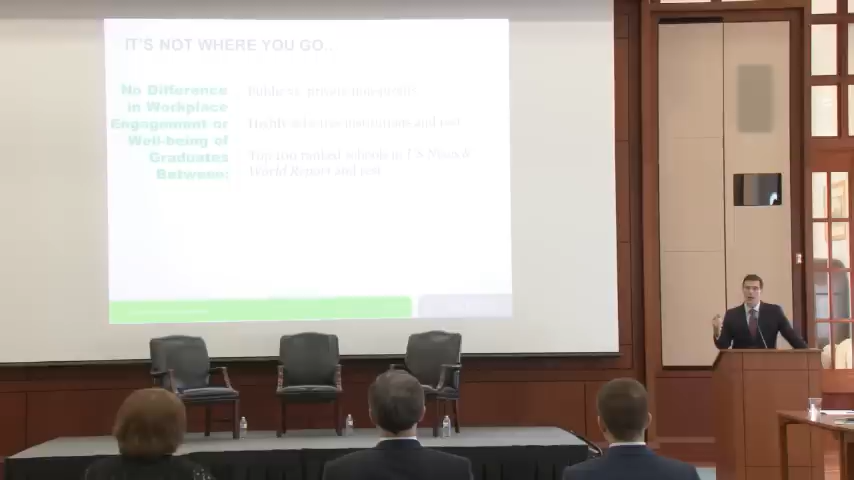 IT'S NOT WHERE YOU GO..
No Difference
in Workplace
Engagement or
Well-being of
Graduates
Between:
Public vs. private non-profit
Highly selective institutions and rest
Top 100 ranked schools in US News &
World Report and rest